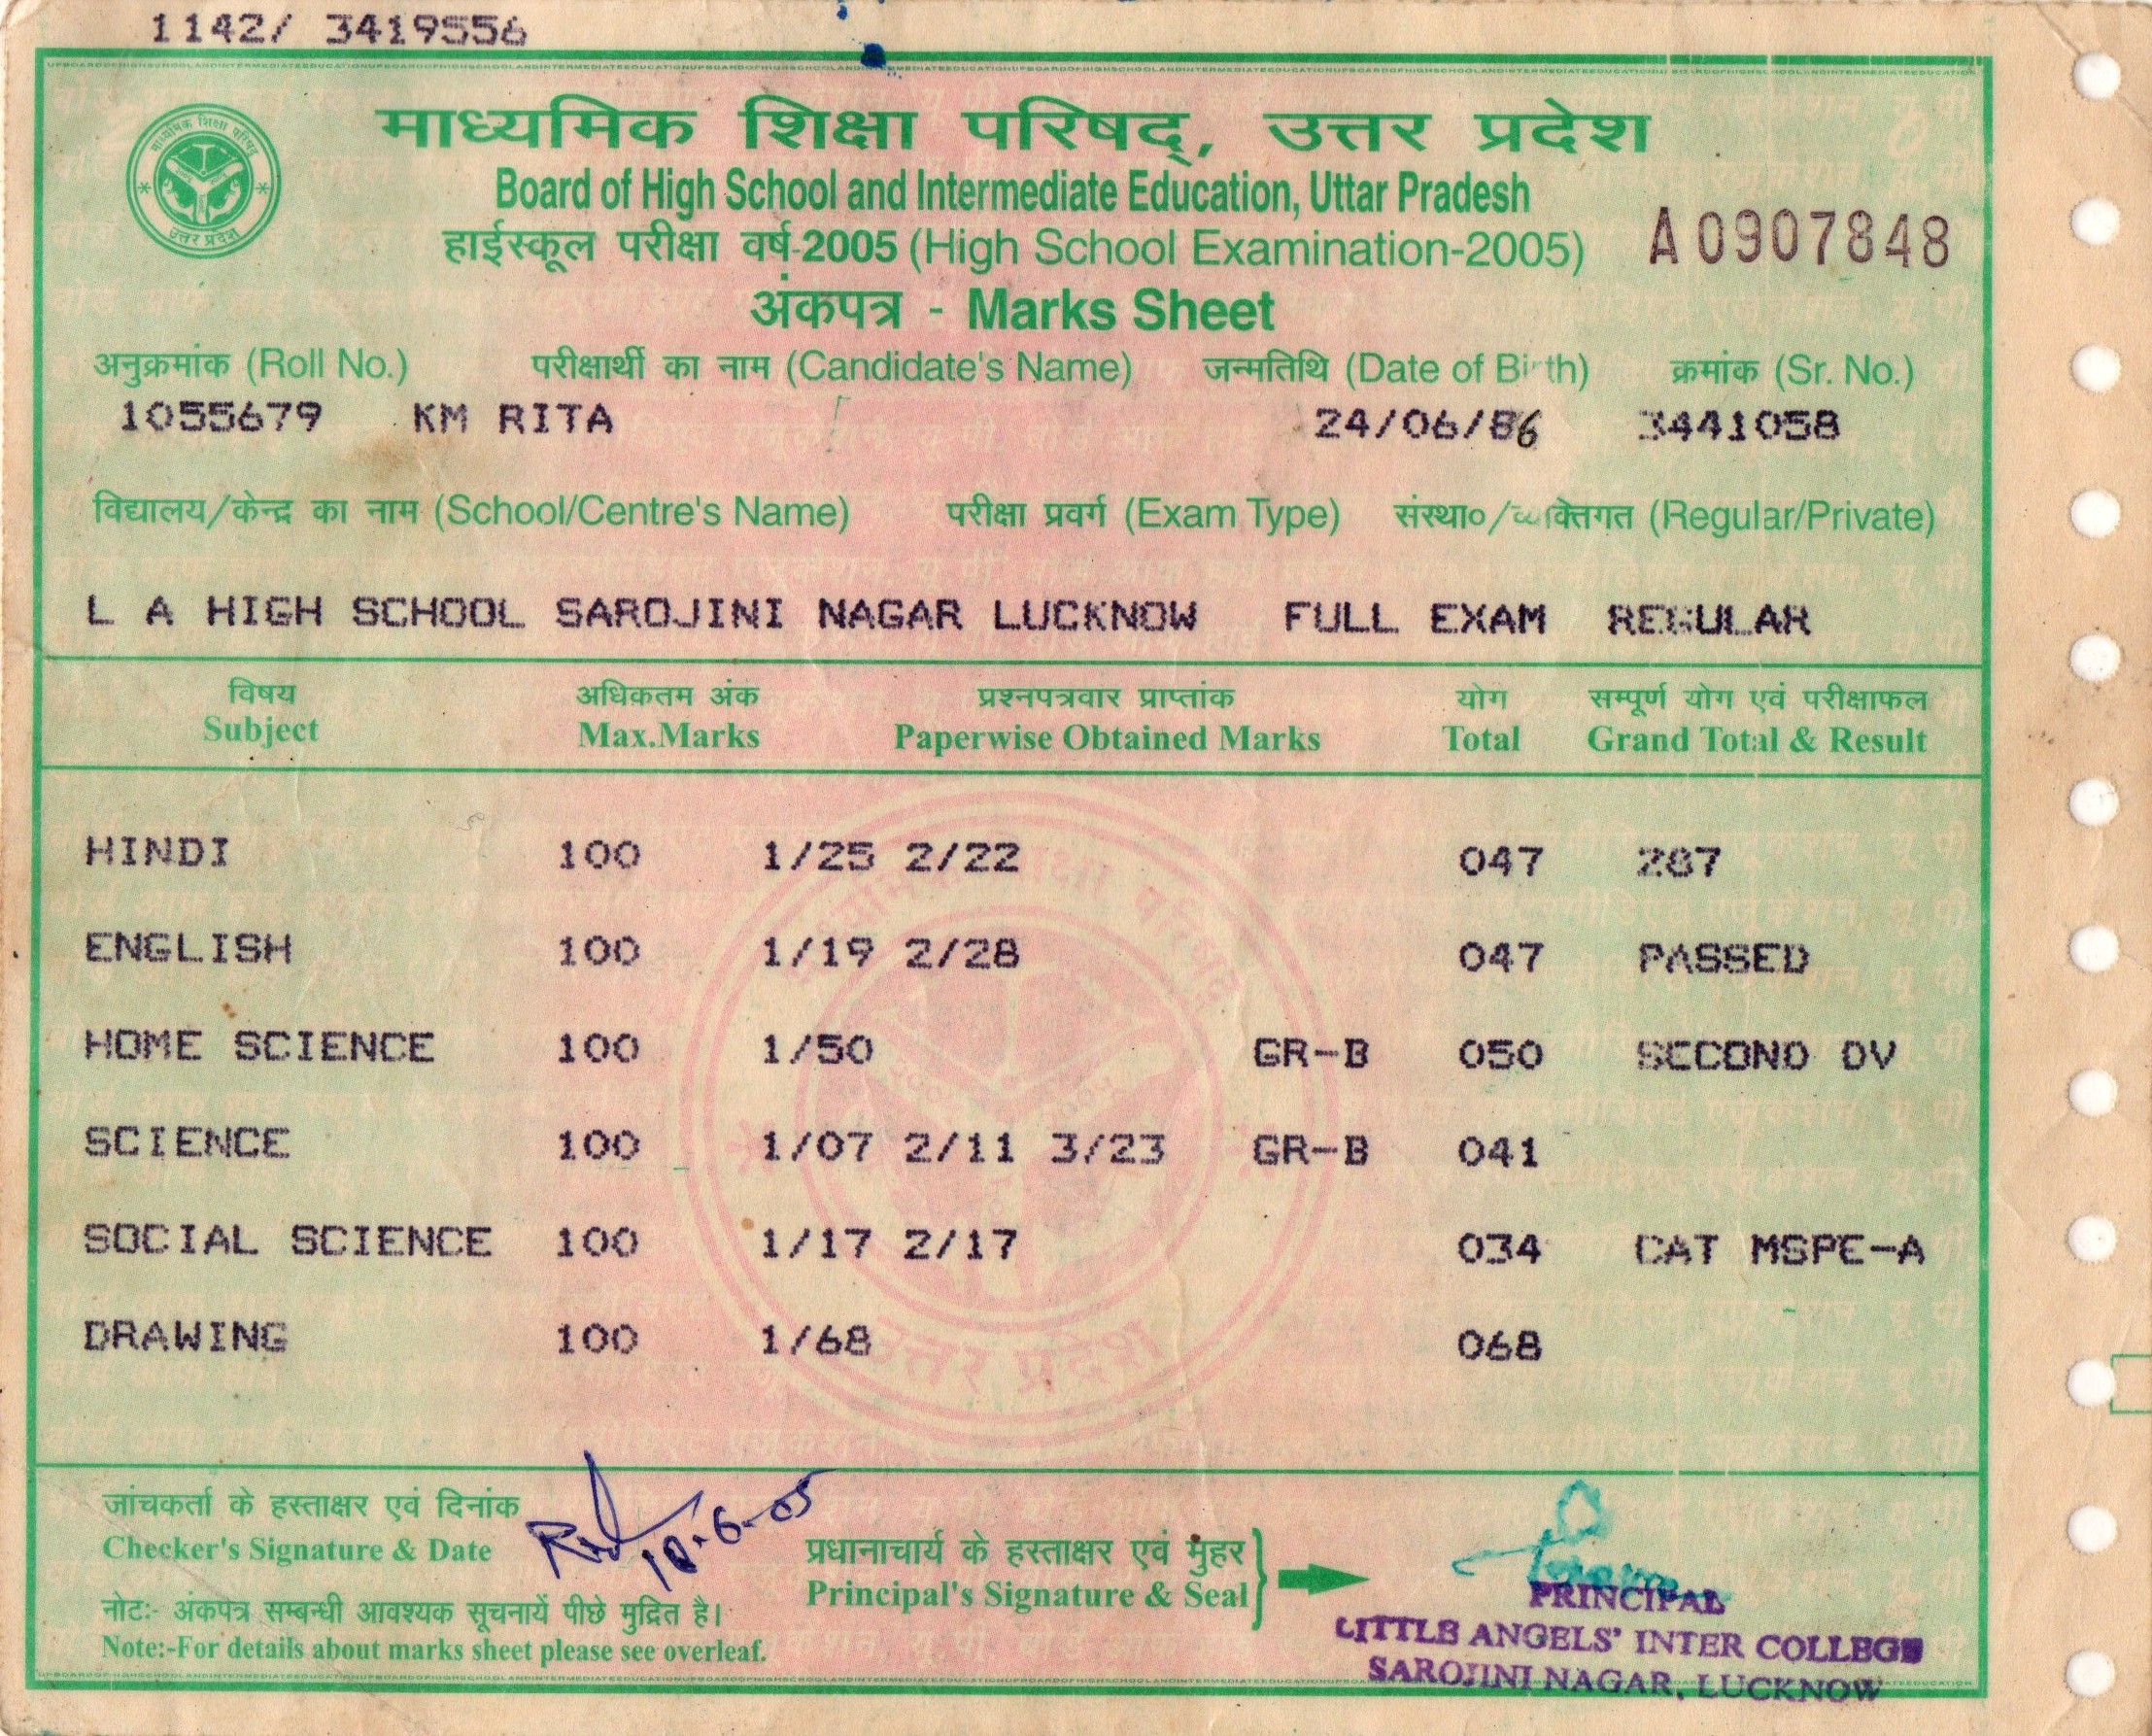 1142/ 3419556
माध्यमिक शिक्षा परिषद्, उत्तर प्रदेश
Board of High School and Intermediate Education, Uttar Pradesh
हाईस्कूल परीक्षा वर्ष-2005 (High School Examination-2005)
A0907848
अंकपत्र - Marks Sheet
माध्यमिक शिक्षा परिषद्
उत्तर प्रदेश
अनुक्रमांक (Roll No.) परीक्षार्थी का नाम (Candidate's Name) जन्मतिथि (Date of Birth) क्रमांक (Sr. No.)
1055679 KM RITA 24/06/86 3441058
विद्यालय/केन्द्र का नाम (School/Centre's Name) परीक्षा प्रवर्ग (Exam Type) संस्था०/व्यक्तिगत (Regular/Private)
L A HIGH SCHOOL SAROJINI NAGAR LUCKNOW FULL EXAM REGULAR
विषय अधिकतम अंक प्रश्नपत्रवार प्राप्तांक योग सम्पूर्ण योग एवं परीक्षाफल
Subject Max.Marks Paperwise Obtained Marks Total Grand Total & Result
HINDI 100 1/25 2/22 047 287
ENGLISH 100 1/19 2/28 047 PASSED
HOME SCIENCE 100 1/50 GR-B 050 SECOND DV
SCIENCE 100 1/07 2/11 3/23 GR-B 041
SOCIAL SCIENCE 100 1/17 2/17 034 CAT MSPE-A
DRAWING 100 1/68 068
जांचकर्ता के हस्ताक्षर एवं दिनांक
Checker's Signature & Date
10-6-05
प्रधानाचार्य के हस्ताक्षर एवं मुहर
Principal's Signature & Seal
नोटः- अंकपत्र सम्बन्धी आवश्यक सूचनायें पीछे मुद्रित है।
Note:-For details about marks sheet please see overleaf.
PRINCIPAL
LITTLE ANGELS' INTER COLLEGE
SAROJINI NAGAR, LUCKNOW